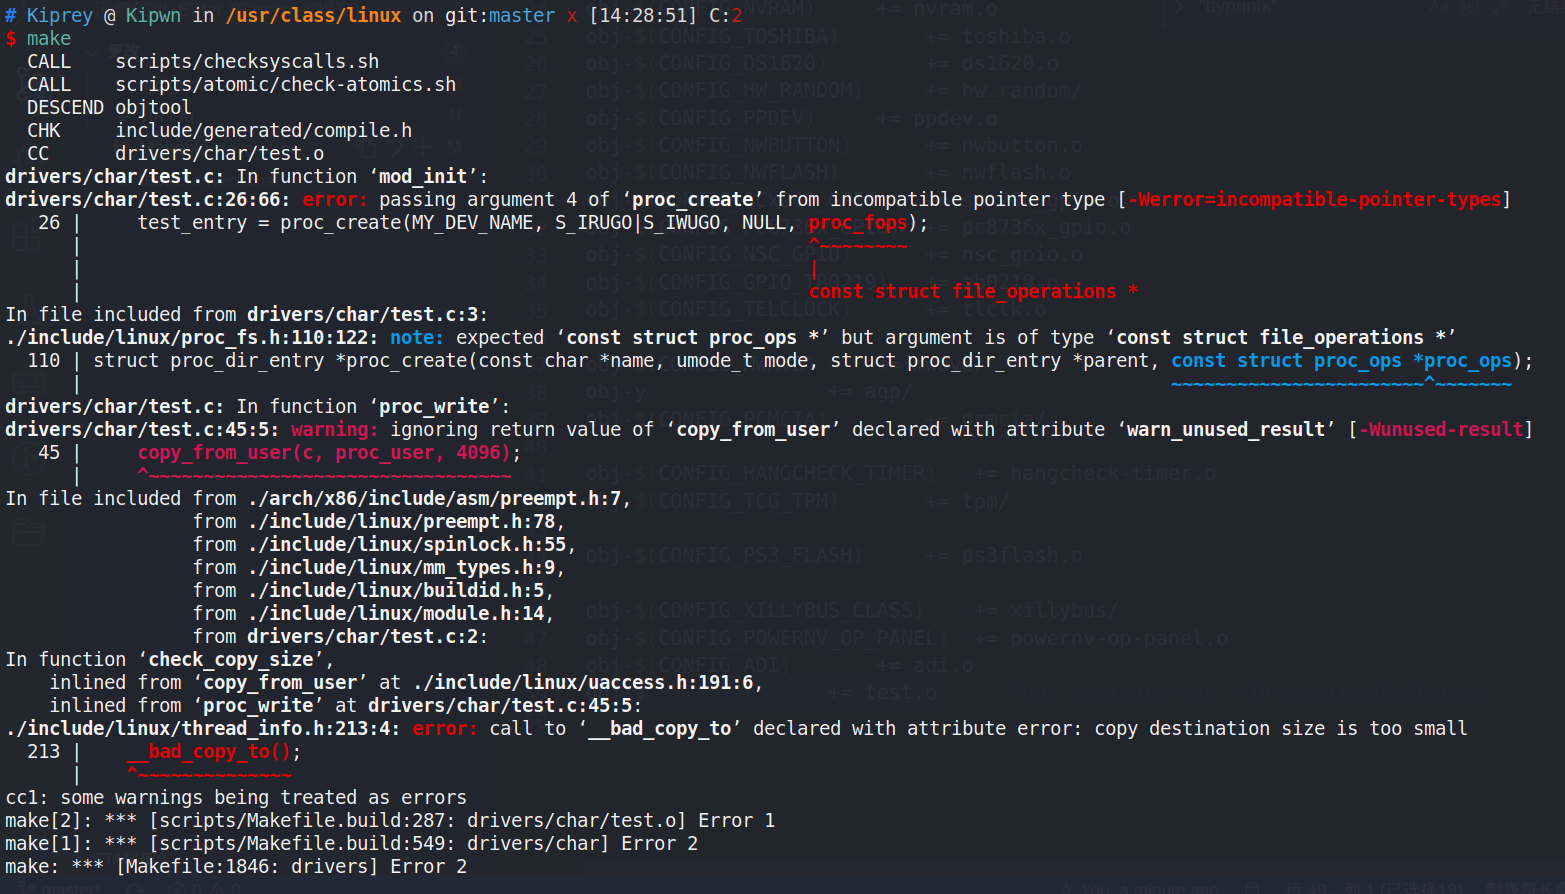 # Kiprey @ Kipwn in /usr/class/linux on git:master x [14:28:51] C:2
$ make
  CALL    scripts/checksyscalls.sh
  CALL    scripts/atomic/check-atomics.sh
  DESCEND objtool
  CHK     include/generated/compile.h
  CC      drivers/char/test.o
drivers/char/test.c: In function ‘mod_init’:
drivers/char/test.c:26:66: error: passing argument 4 of ‘proc_create’ from incompatible pointer type [-Werror=incompatible-pointer-types]
   26 |     test_entry = proc_create(MY_DEV_NAME, S_IRUGO|S_IWUGO, NULL, proc_fops);
      |                                                                  ^~~~~~~~~
      |                                                                  |
      |                                                                  const struct file_operations *
In file included from drivers/char/test.c:3:
./include/linux/proc_fs.h:110:122: note: expected ‘const struct proc_ops *’ but argument is of type ‘const struct file_operations *’
  110 | struct proc_dir_entry *proc_create(const char *name, umode_t mode, struct proc_dir_entry *parent, const struct proc_ops *proc_ops);
      |                                                                                                   ~~~~~~~~~~~~~~~~~~~~~~~^~~~~~~~
drivers/char/test.c: In function ‘proc_write’:
drivers/char/test.c:45:5: warning: ignoring return value of ‘copy_from_user’ declared with attribute ‘warn_unused_result’ [-Wunused-result]
   45 |     copy_from_user(c, proc_user, 4096);
      |     ^~~~~~~~~~~~~~~~~~~~~~~~~~~~~~~~~~
In file included from ./arch/x86/include/asm/preempt.h:7,
                 from ./include/linux/preempt.h:78,
                 from ./include/linux/spinlock.h:55,
                 from ./include/linux/mm_types.h:9,
                 from ./include/linux/buildid.h:5,
                 from ./include/linux/module.h:14,
                 from drivers/char/test.c:2:
In function ‘check_copy_size’,
    inlined from ‘copy_from_user’ at ./include/linux/uaccess.h:191:6,
    inlined from ‘proc_write’ at drivers/char/test.c:45:5:
./include/linux/thread_info.h:213:4: error: call to ‘__bad_copy_to’ declared with attribute error: copy destination size is too small
  213 |    __bad_copy_to();
      |    ^~~~~~~~~~~~~~~
cc1: some warnings being treated as errors
make[2]: *** [scripts/Makefile.build:287: drivers/char/test.o] Error 1
make[1]: *** [scripts/Makefile.build:549: drivers/char] Error 2
make: *** [Makefile:1846: drivers] Error 2